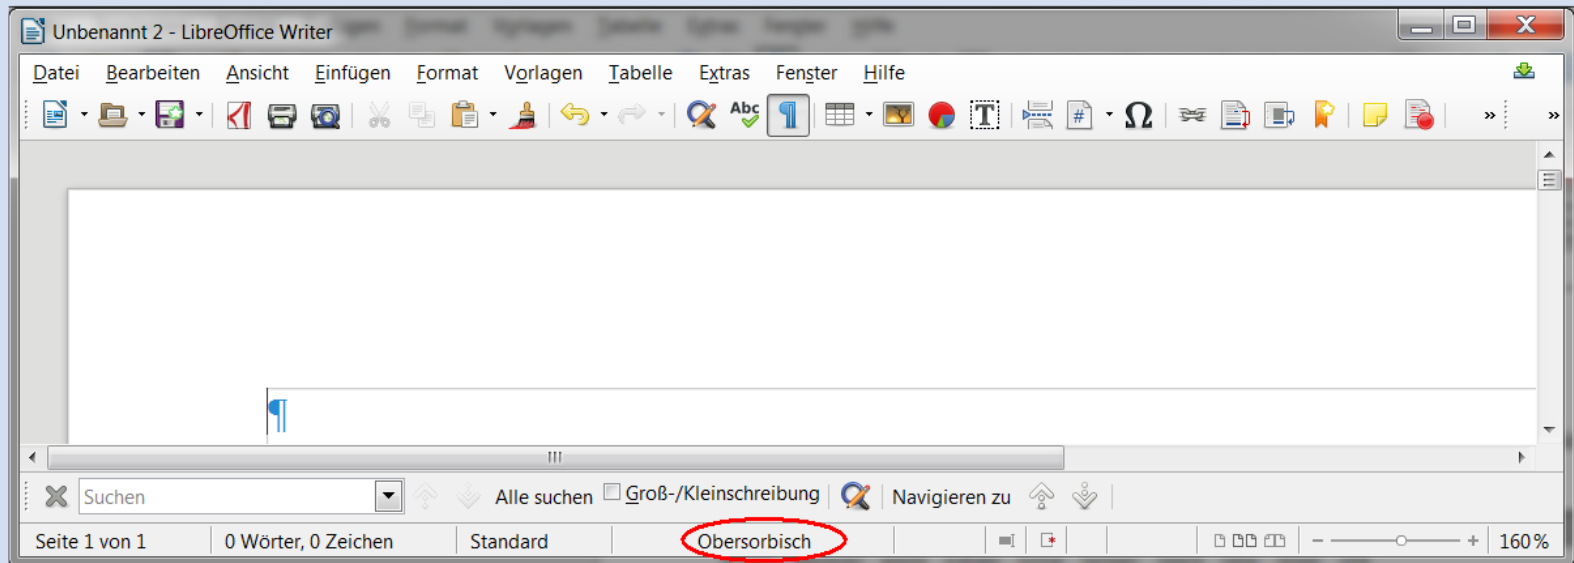 Unbenannt 2 - LibreOffice Writer
Datei Bearbeiten Ansicht Einfügen Format Vorlagen Tabelle Extras Fenster Hilfe
Abc ¶ T # Ω » »
¶
Suchen Alle suchen Groß-/Kleinschreibung Navigieren zu
Seite 1 von 1 0 Wörter, 0 Zeichen Standard Obersorbisch 160 %